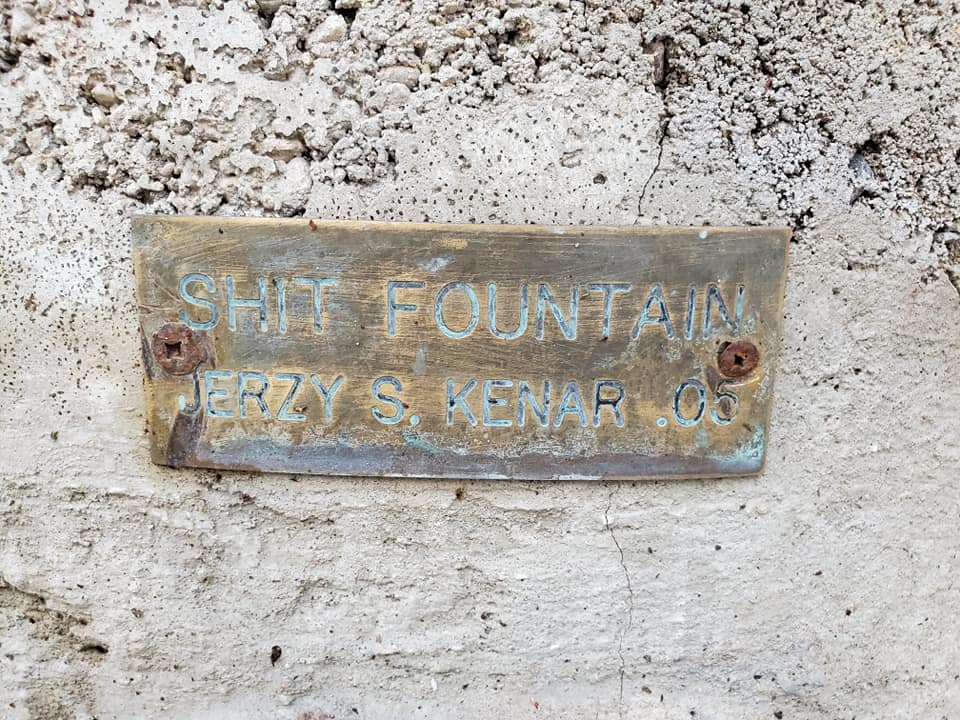 SHIT FOUNTAIN
JERZY S. KENAR .05